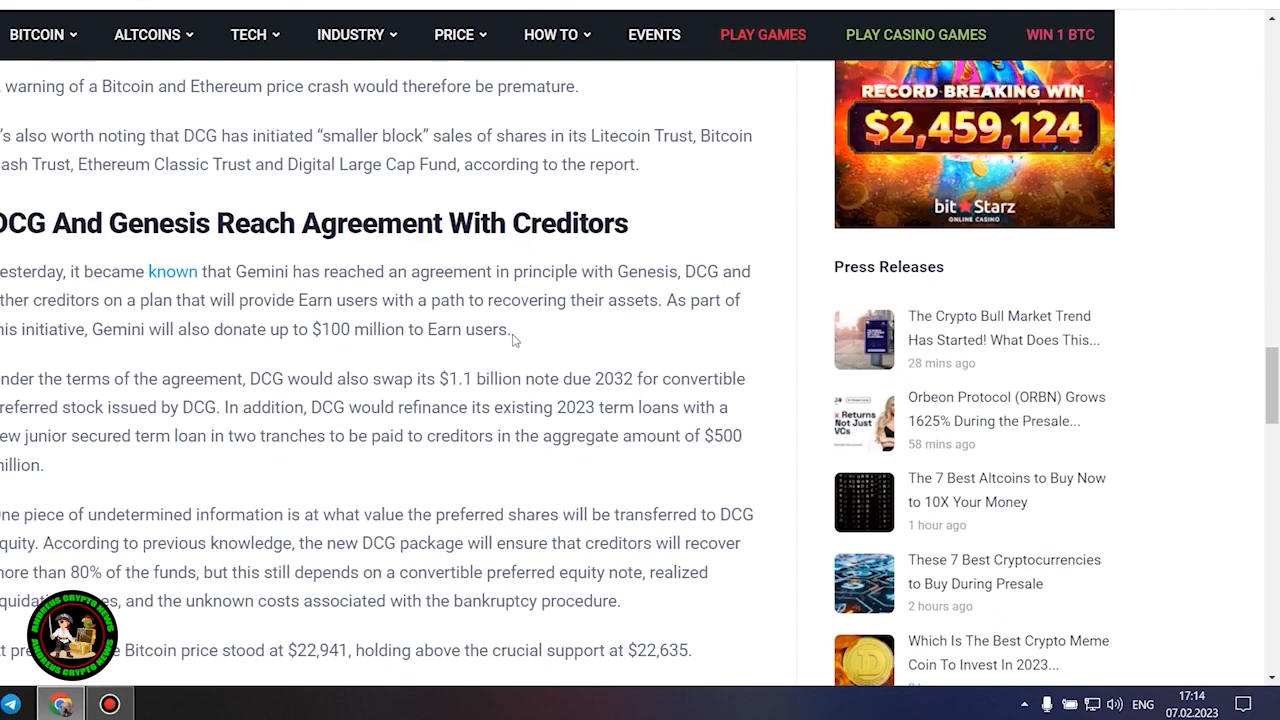 BITCOIN
ALTCOINS
TECH
INDUSTRY
PRICE
HOW TO
EVENTS
PLAY GAMES
PLAY CASINO GAMES
WIN 1 BTC
warning of a Bitcoin and Ethereum price crash would therefore be premature.
's also worth noting that DCG has initiated “smaller block” sales of shares in its Litecoin Trust, Bitcoin
ash Trust, Ethereum Classic Trust and Digital Large Cap Fund, according to the report.
DCG And Genesis Reach Agreement With Creditors
esterday, it became known that Gemini has reached an agreement in principle with Genesis, DCG and
ther creditors on a plan that will provide Earn users with a path to recovering their assets. As part of
his initiative, Gemini will also donate up to $100 million to Earn users.
nder the terms of the agreement, DCG would also swap its $1.1 billion note due 2032 for convertible
referred stock issued by DCG. In addition, DCG would refinance its existing 2023 term loans with a
ew junior secured term loan in two tranches to be paid to creditors in the aggregate amount of $500
illion.
ne piece of undetermined information is at what value the preferred shares will be transferred to DCG
quity. According to previous knowledge, the new DCG package will ensure that creditors will recover
ore than 80% of the funds, but this still depends on a convertible preferred equity note, realized
quidat es, and the unknown costs associated with the bankruptcy procedure.
t pre Bitcoin price stood at $22,941, holding above the crucial support at $22,635.
ANDREUS CRYPTO NEWS
ANDREUS CRYPTO NEWS
RECORD BREAKING WIN
$2,459,124
bitStarz
ONLINE CASINO
Press Releases
The Crypto Bull Market Trend
Has Started! What Does This...
28 mins ago
x Returns
Not Just
VCs
Orbeon Protocol (ORBN) Grows
1625% During the Presale...
58 mins ago
The 7 Best Altcoins to Buy Now
to 10X Your Money
1 hour ago
These 7 Best Cryptocurrencies
to Buy During Presale
2 hours ago
Which Is The Best Crypto Meme
Coin To Invest In 2023...
ENG
17:14
07.02.2023